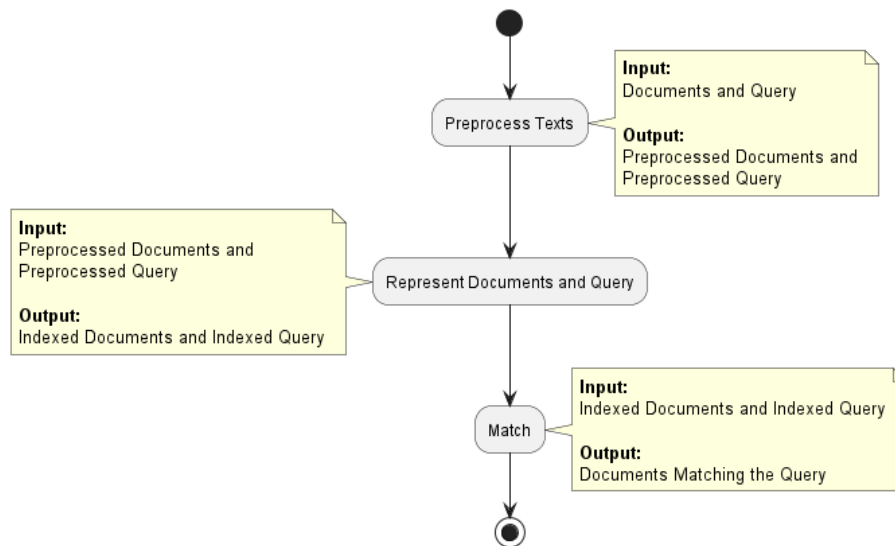 Preprocess Texts
Input:
Documents and Query
Output:
Preprocessed Documents and
Preprocessed Query
Represent Documents and Query
Input:
Preprocessed Documents and
Preprocessed Query
Output:
Indexed Documents and Indexed Query
Match
Input:
Indexed Documents and Indexed Query
Output:
Documents Matching the Query